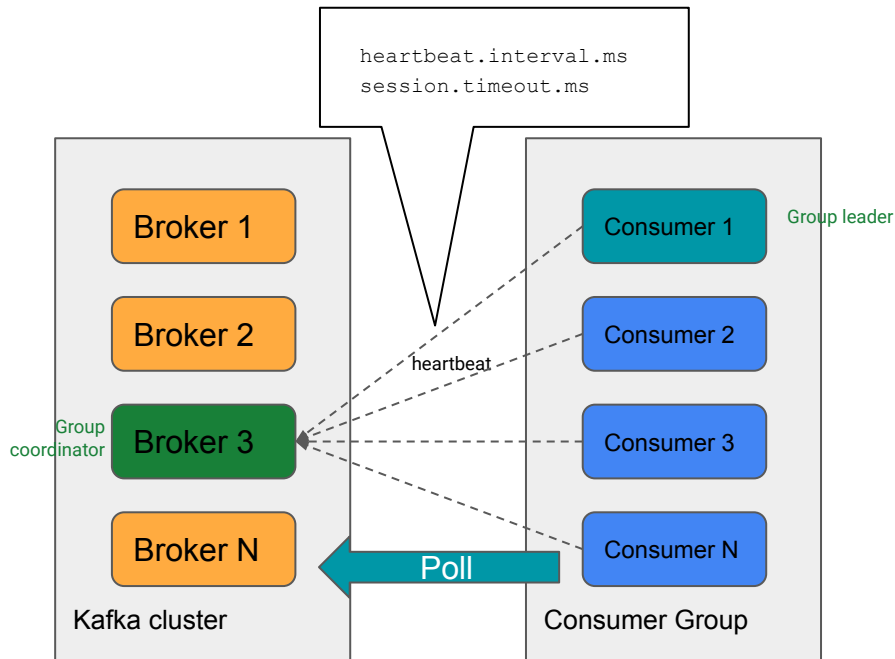 heartbeat.interval.ms
session.timeout.ms
Broker 1
Broker 2
Group
coordinator
Broker 3
Broker N
Kafka cluster
heartbeat
Poll
Consumer 1
Group leader
Consumer 2
Consumer 3
Consumer N
Consumer Group